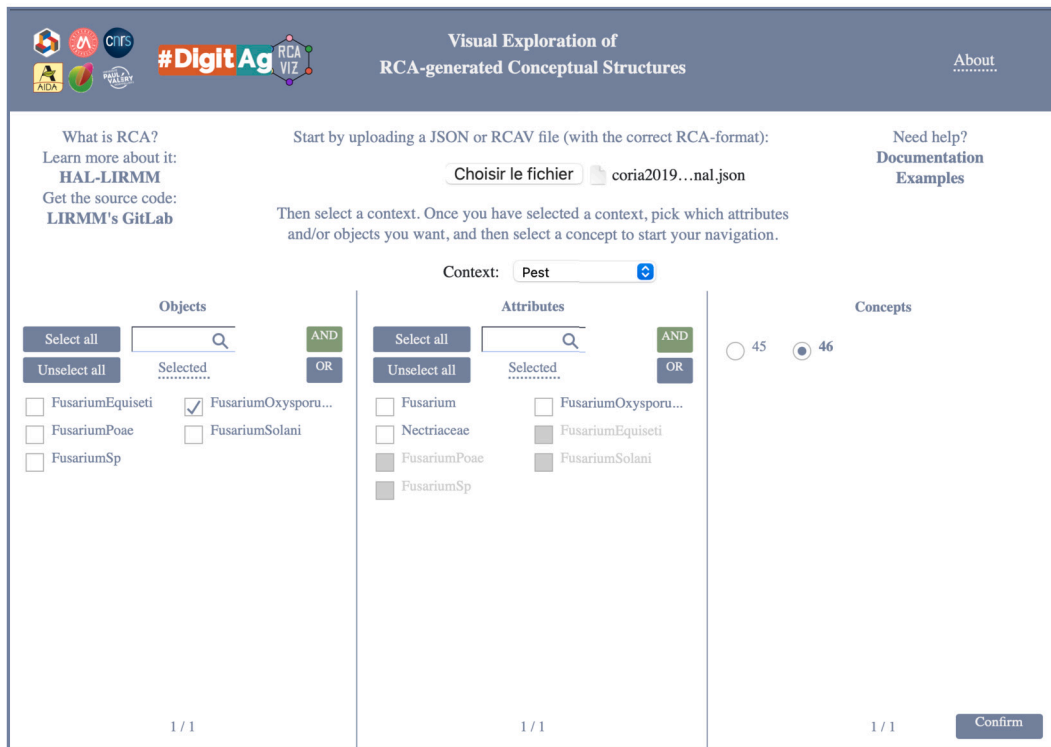 cnrs
AIDA
PAUL VALÉRY
#DigitAg
RCA
VIZ
Visual Exploration of
RCA-generated Conceptual Structures
About
What is RCA?
Learn more about it:
HAL-LIRMM
Get the source code:
LIRMM's GitLab
Start by uploading a JSON or RCAV file (with the correct RCA-format):
Choisir le fichier coria2019…nal.json
Then select a context. Once you have selected a context, pick which attributes
and/or objects you want, and then select a concept to start your navigation.
Need help?
Documentation
Examples
Context: Pest
Objects
Select all AND
Unselect all Selected OR
FusariumEquiseti FusariumOxysporu...
FusariumPoae FusariumSolani
FusariumSp
1 / 1
Attributes
Select all AND
Unselect all Selected OR
Fusarium FusariumOxysporu...
Nectriaceae FusariumEquiseti
FusariumPoae FusariumSolani
FusariumSp
1 / 1
Concepts
45 46
1 / 1 Confirm